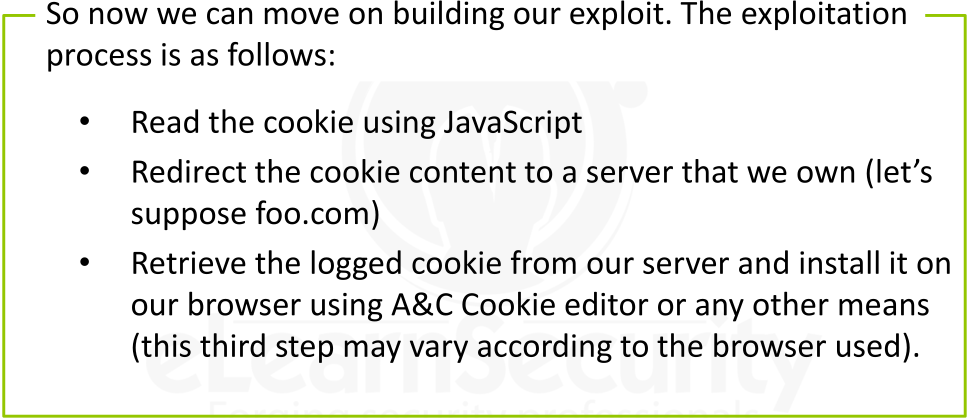 So now we can move on building our exploit. The exploitation
process is as follows:
• Read the cookie using JavaScript
• Redirect the cookie content to a server that we own (let’s
suppose foo.com)
• Retrieve the logged cookie from our server and install it on
our browser using A&C Cookie editor or any other means
(this third step may vary according to the browser used).
eLearnSecurity
Forging security professionals